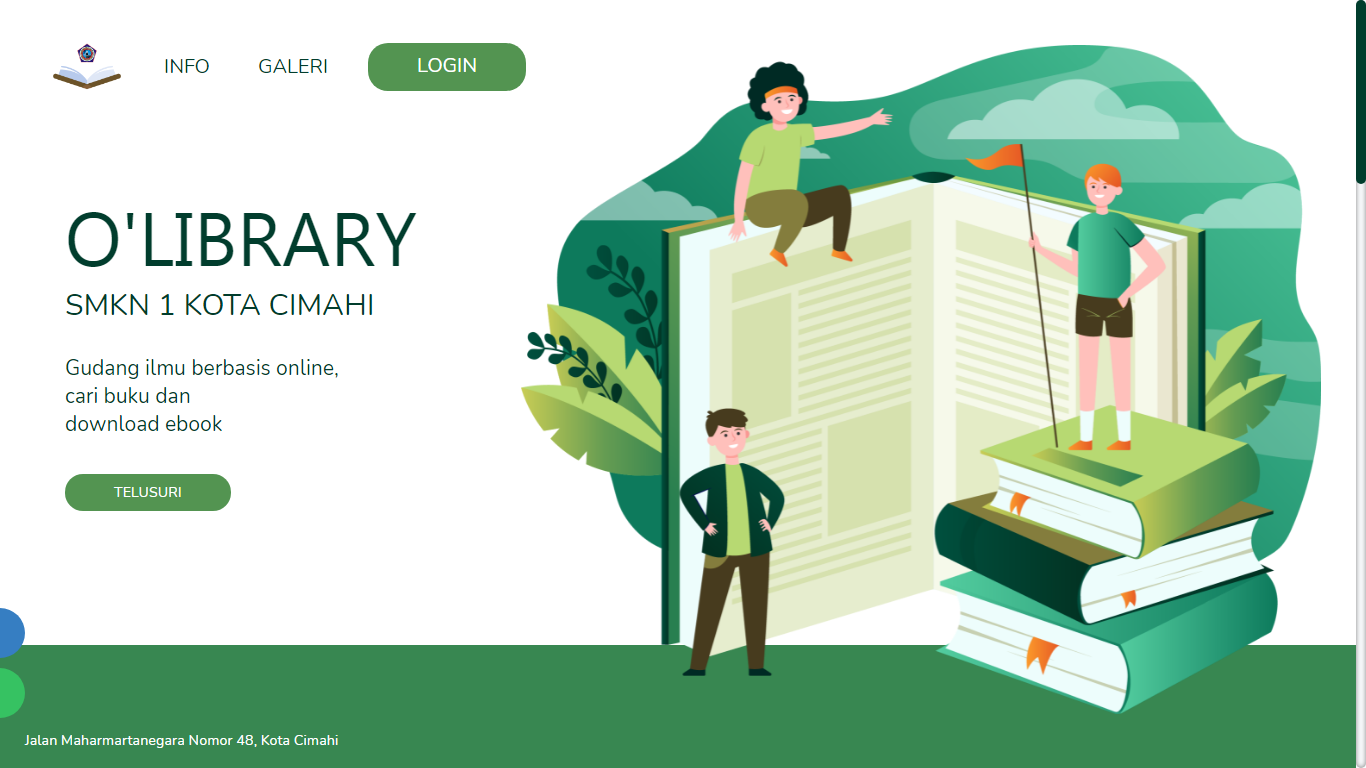 INFO
GALERI
LOGIN
O'LIBRARY
SMKN 1 KOTA CIMAHI
Gudang ilmu berbasis online,
cari buku dan
download ebook
TELUSURI
Jalan Maharmartanegara Nomor 48, Kota Cimahi